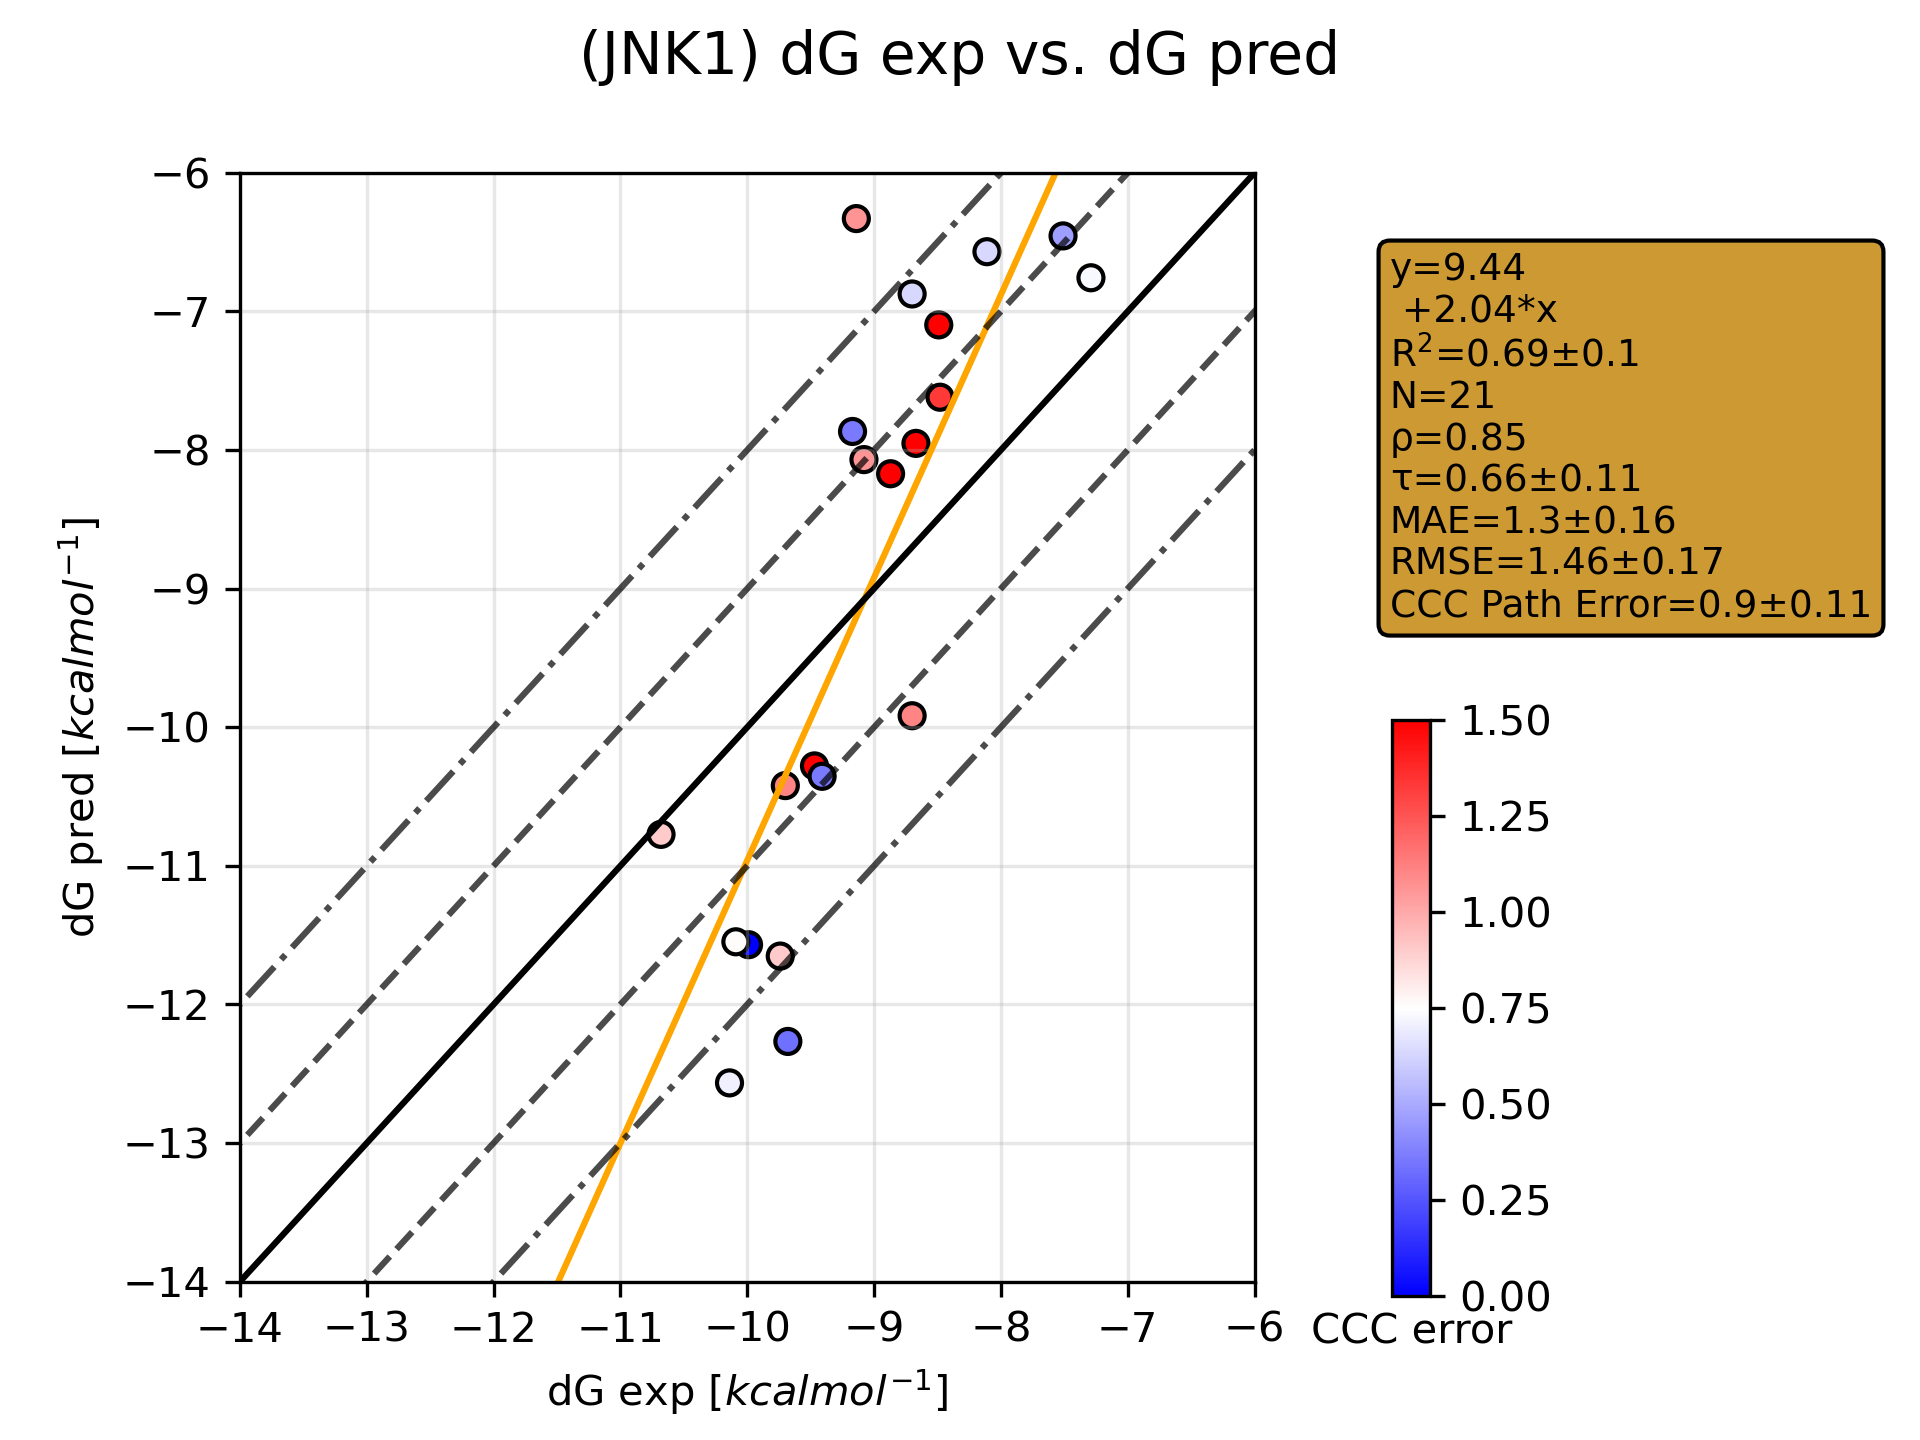 (JNK1) dG exp vs. dG pred
−6
−7
−8
−9
−10
−11
−12
−13
−14
dG pred [kcalmol⁻¹]
−14 −13 −12 −11 −10 −9 −8 −7 −6
dG exp [kcalmol⁻¹]
y=9.44
+2.04*x
R²=0.69±0.1
N=21
ρ=0.85
τ=0.66±0.11
MAE=1.3±0.16
RMSE=1.46±0.17
CCC Path Error=0.9±0.11
1.50
1.25
1.00
0.75
0.50
0.25
0.00
CCC error